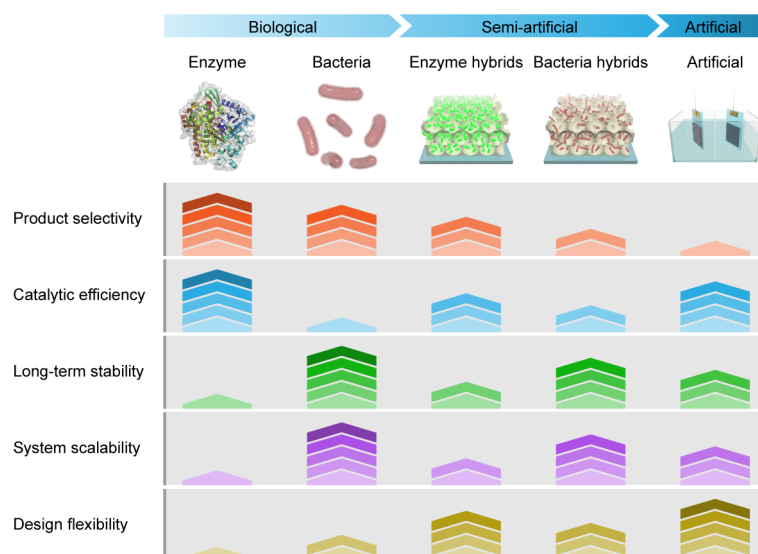 Biological Semi-artificial Artificial
Enzyme Bacteria Enzyme hybrids Bacteria hybrids Artificial
Product selectivity
Catalytic efficiency
Long-term stability
System scalability
Design flexibility